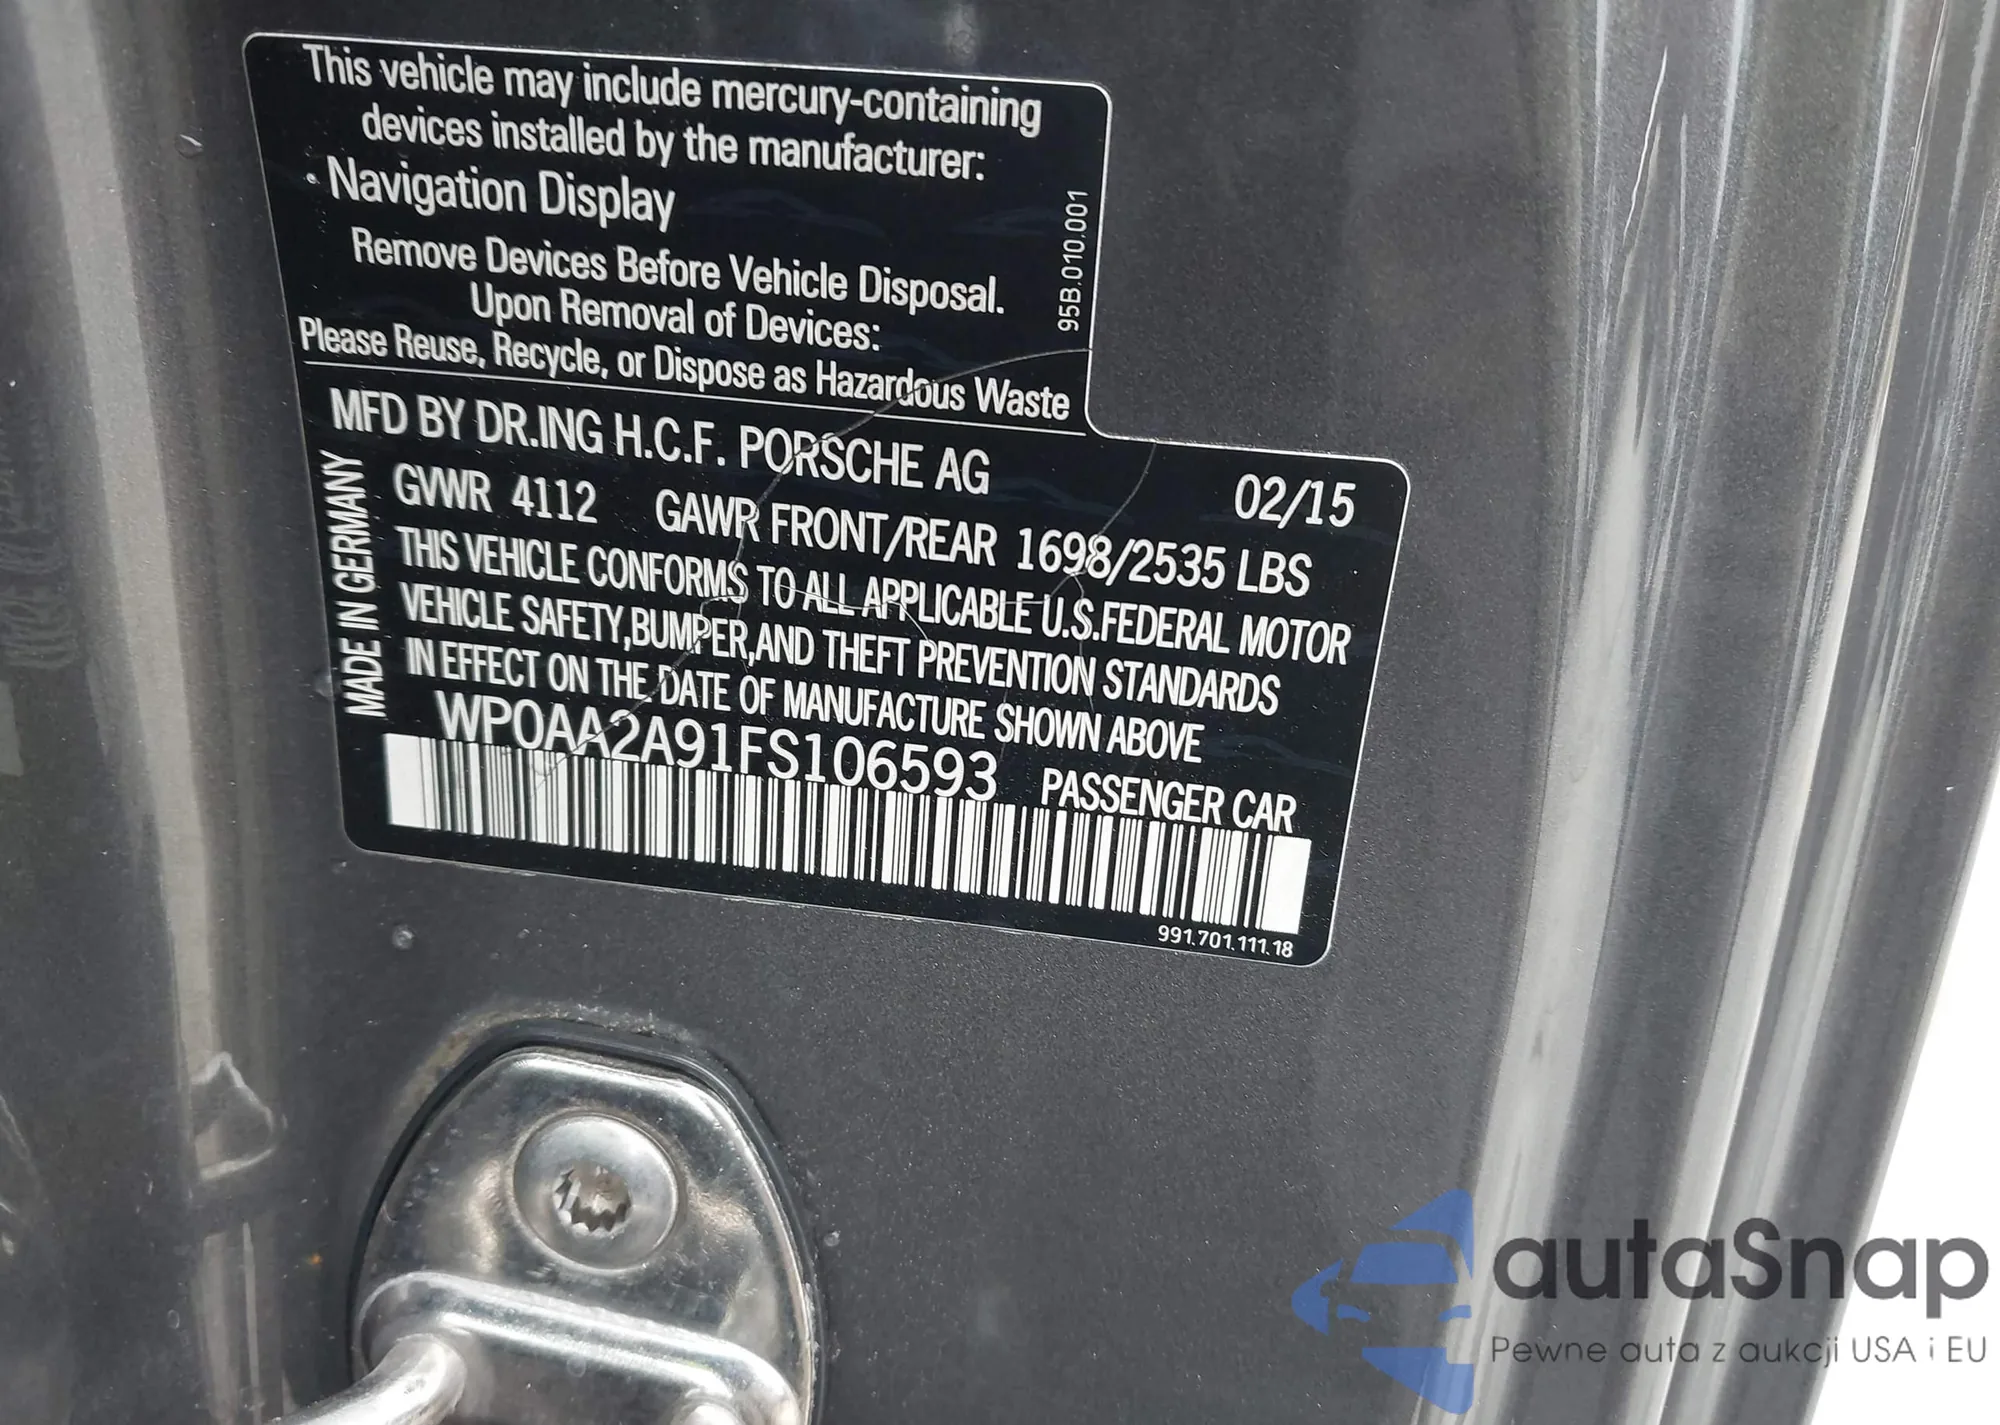 This vehicle may include mercury-containing
devices installed by the manufacturer:
• Navigation Display
Remove Devices Before Vehicle Disposal.
Upon Removal of Devices:
Please Reuse, Recycle, or Dispose as Hazardous Waste
95B.010.001
MFD BY DR.ING H.C.F. PORSCHE AG 02/15
GVWR 4112 GAWR FRONT/REAR 1698/2535 LBS
THIS VEHICLE CONFORMS TO ALL APPLICABLE U.S.FEDERAL MOTOR
VEHICLE SAFETY,BUMPER,AND THEFT PREVENTION STANDARDS
IN EFFECT ON THE DATE OF MANUFACTURE SHOWN ABOVE
WP0AA2A91FS106593 PASSENGER CAR
MADE IN GERMANY
991.701.111.18
autaSnap
Pewne auta z aukcji USA i EU